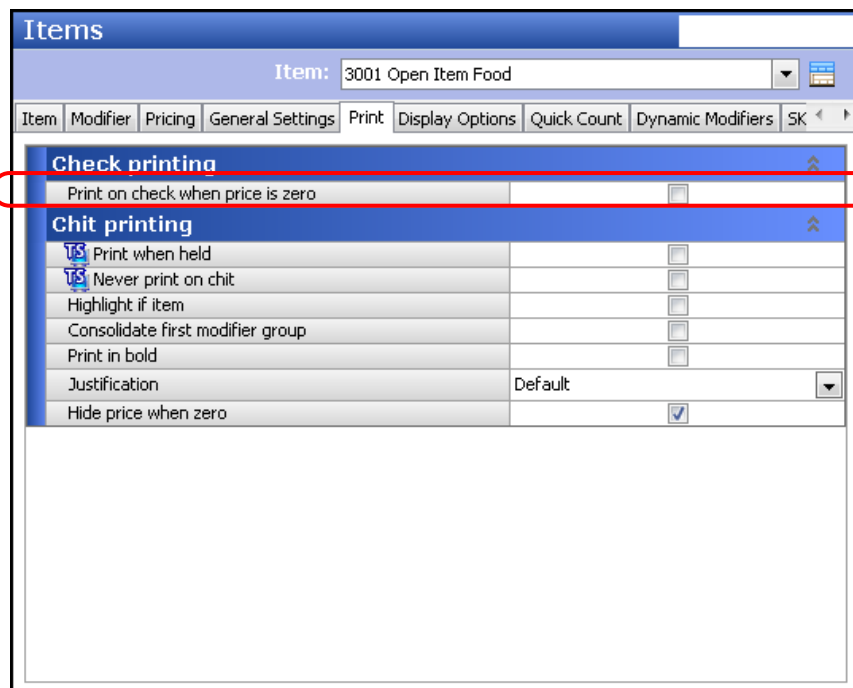 Items
Item: 3001 Open Item Food
Item Modifier Pricing General Settings Print Display Options Quick Count Dynamic Modifiers SK
Check printing
Print on check when price is zero
Chit printing
TS Print when held
TS Never print on chit
Highlight if item
Consolidate first modifier group
Print in bold
Justification Default
Hide price when zero